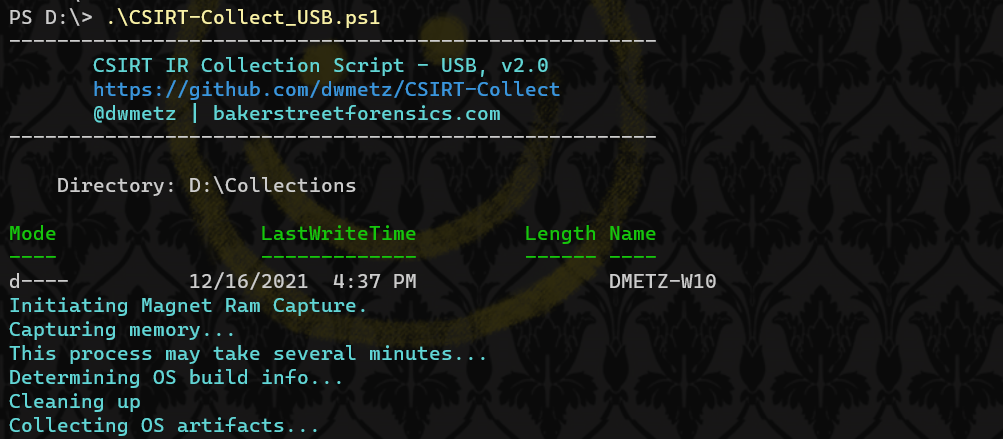 PS D:\> .\CSIRT-Collect_USB.ps1
------------------------------------------------------
CSIRT IR Collection Script - USB, v2.0
https://github.com/dwmetz/CSIRT-Collect
@dwmetz | bakerstreetforensics.com
------------------------------------------------------
Directory: D:\Collections
Mode                 LastWriteTime         Length Name
----                 -------------         ------ ----
d----          12/16/2021  4:37 PM                DMETZ-W10
Initiating Magnet Ram Capture.
Capturing memory...
This process may take several minutes...
Determining OS build info...
Cleaning up
Collecting OS artifacts...